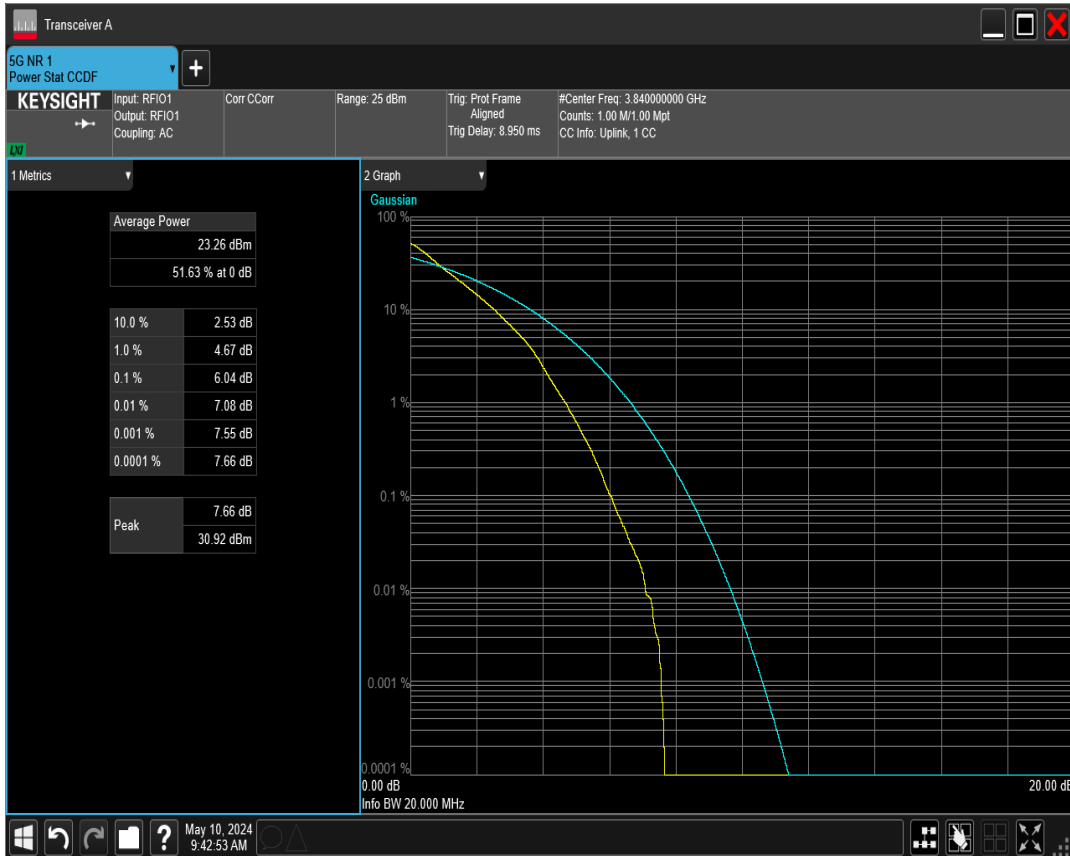 Transceiver A
5G NR 1
Power Stat CCDF
KEYSIGHT
LXI
Input: RFIO1
Output: RFIO1
Coupling: AC
Corr CCorr
Range: 25 dBm
Trig: Prot Frame
Aligned
Trig Delay: 8.950 ms
#Center Freq: 3.840000000 GHz
Counts: 1.00 M/1.00 Mpt
CC Info: Uplink, 1 CC
1 Metrics
Average Power
23.26 dBm
51.63 % at 0 dB
10.0 % 2.53 dB
1.0 % 4.67 dB
0.1 % 6.04 dB
0.01 % 7.08 dB
0.001 % 7.55 dB
0.0001 % 7.66 dB
Peak
7.66 dB
30.92 dBm
2 Graph
Gaussian
100 %
10 %
1 %
0.1 %
0.01 %
0.001 %
0.0001 %
0.00 dB 20.00 dB
Info BW 20.000 MHz
?
May 10, 2024
9:42:53 AM